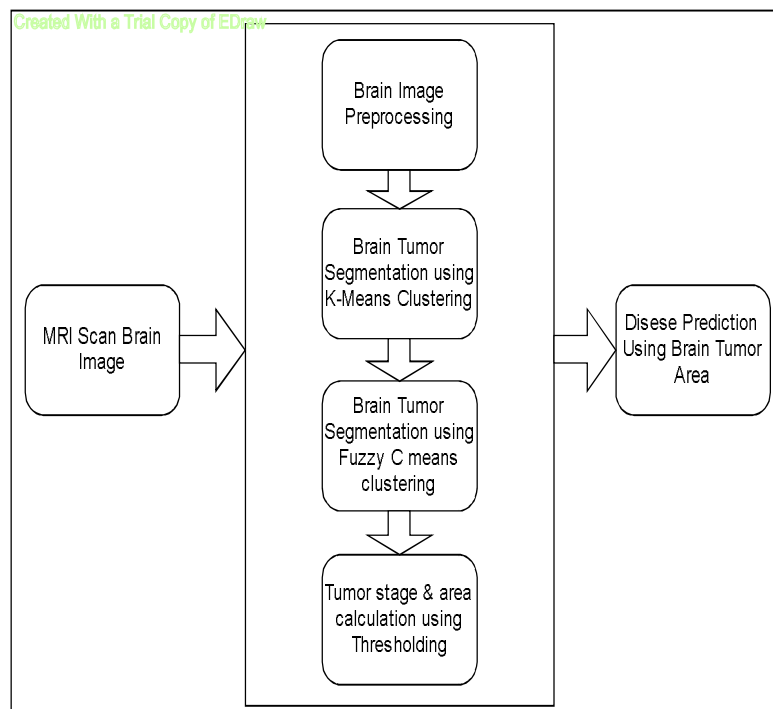 Created With a Trial Copy of EDraw
Brain Image
Preprocessing
Brain Tumor
Segmentation using
K-Means Clustering
MRI Scan Brain
Image
Disese Prediction
Using Brain Tumor
Area
Brain Tumor
Segmentation using
Fuzzy C means
clustering
Tumor stage & area
calculation using
Thresholding